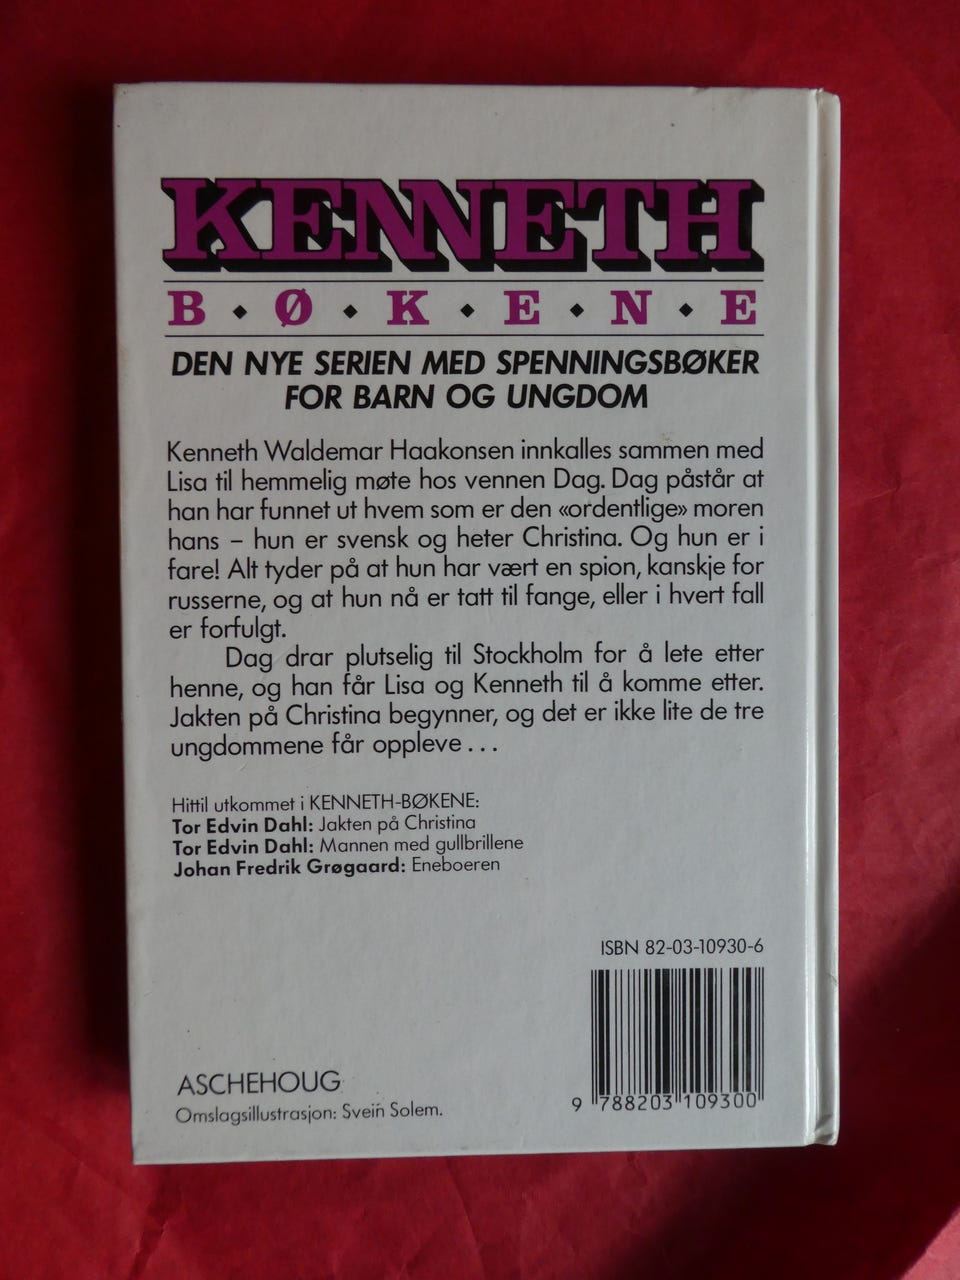 KENNETH
B◆Ø◆K◆E◆N◆E
DEN NYE SERIEN MED SPENNINGSBØKER
FOR BARN OG UNGDOM
Kenneth Waldemar Haakonsen innkalles sammen med
Lisa til hemmelig møte hos vennen Dag. Dag påstår at
han har funnet ut hvem som er den «ordentlige» moren
hans – hun er svensk og heter Christina. Og hun er i
fare! Alt tyder på at hun har vært en spion, kanskje for
russerne, og at hun nå er tatt til fange, eller i hvert fall
er forfulgt.
Dag drar plutselig til Stockholm for å lete etter
henne, og han får Lisa og Kenneth til å komme etter.
Jakten på Christina begynner, og det er ikke lite de tre
ungdommene får oppleve . . .
Hittil utkommet i KENNETH-BØKENE:
Tor Edvin Dahl: Jakten på Christina
Tor Edvin Dahl: Mannen med gullbrillene
Johan Fredrik Grøgaard: Eneboeren
ISBN 82-03-10930-6
9 788203 109300
ASCHEHOUG
Omslagsillustrasjon: Svein Solem.